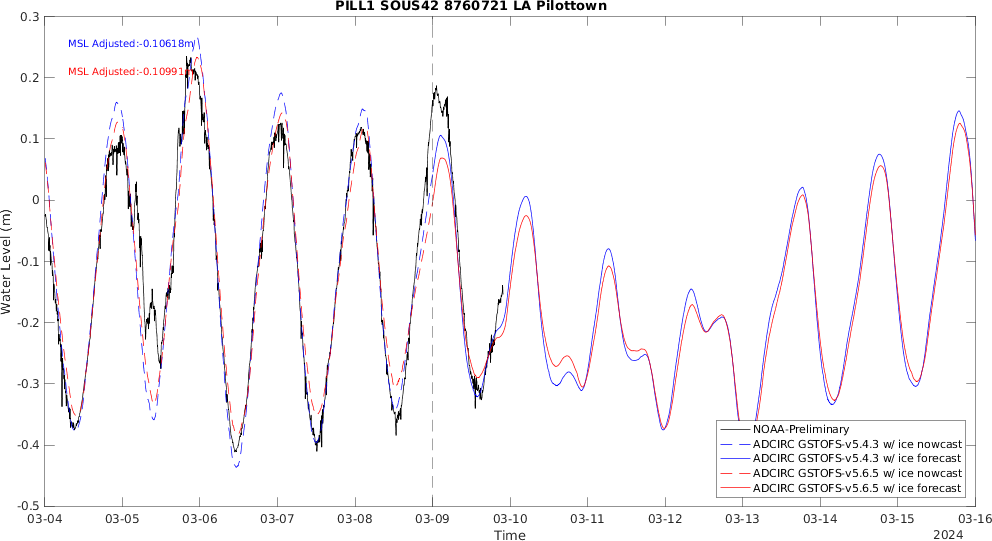 PILL1 SOUS42 8760721 LA Pilottown
MSL Adjusted:-0.10618m
MSL Adjusted:-0.10991
Water Level (m)
0.3
0.2
0.1
0
-0.1
-0.2
-0.3
-0.4
-0.5
NOAA-Preliminary
ADCIRC GSTOFS-v5.4.3 w/ ice nowcast
ADCIRC GSTOFS-v5.4.3 w/ ice forecast
ADCIRC GSTOFS-v5.6.5 w/ ice nowcast
ADCIRC GSTOFS-v5.6.5 w/ ice forecast
03-04 03-05 03-06 03-07 03-08 03-09 03-10 03-11 03-12 03-13 03-14 03-15 03-16
Time
2024